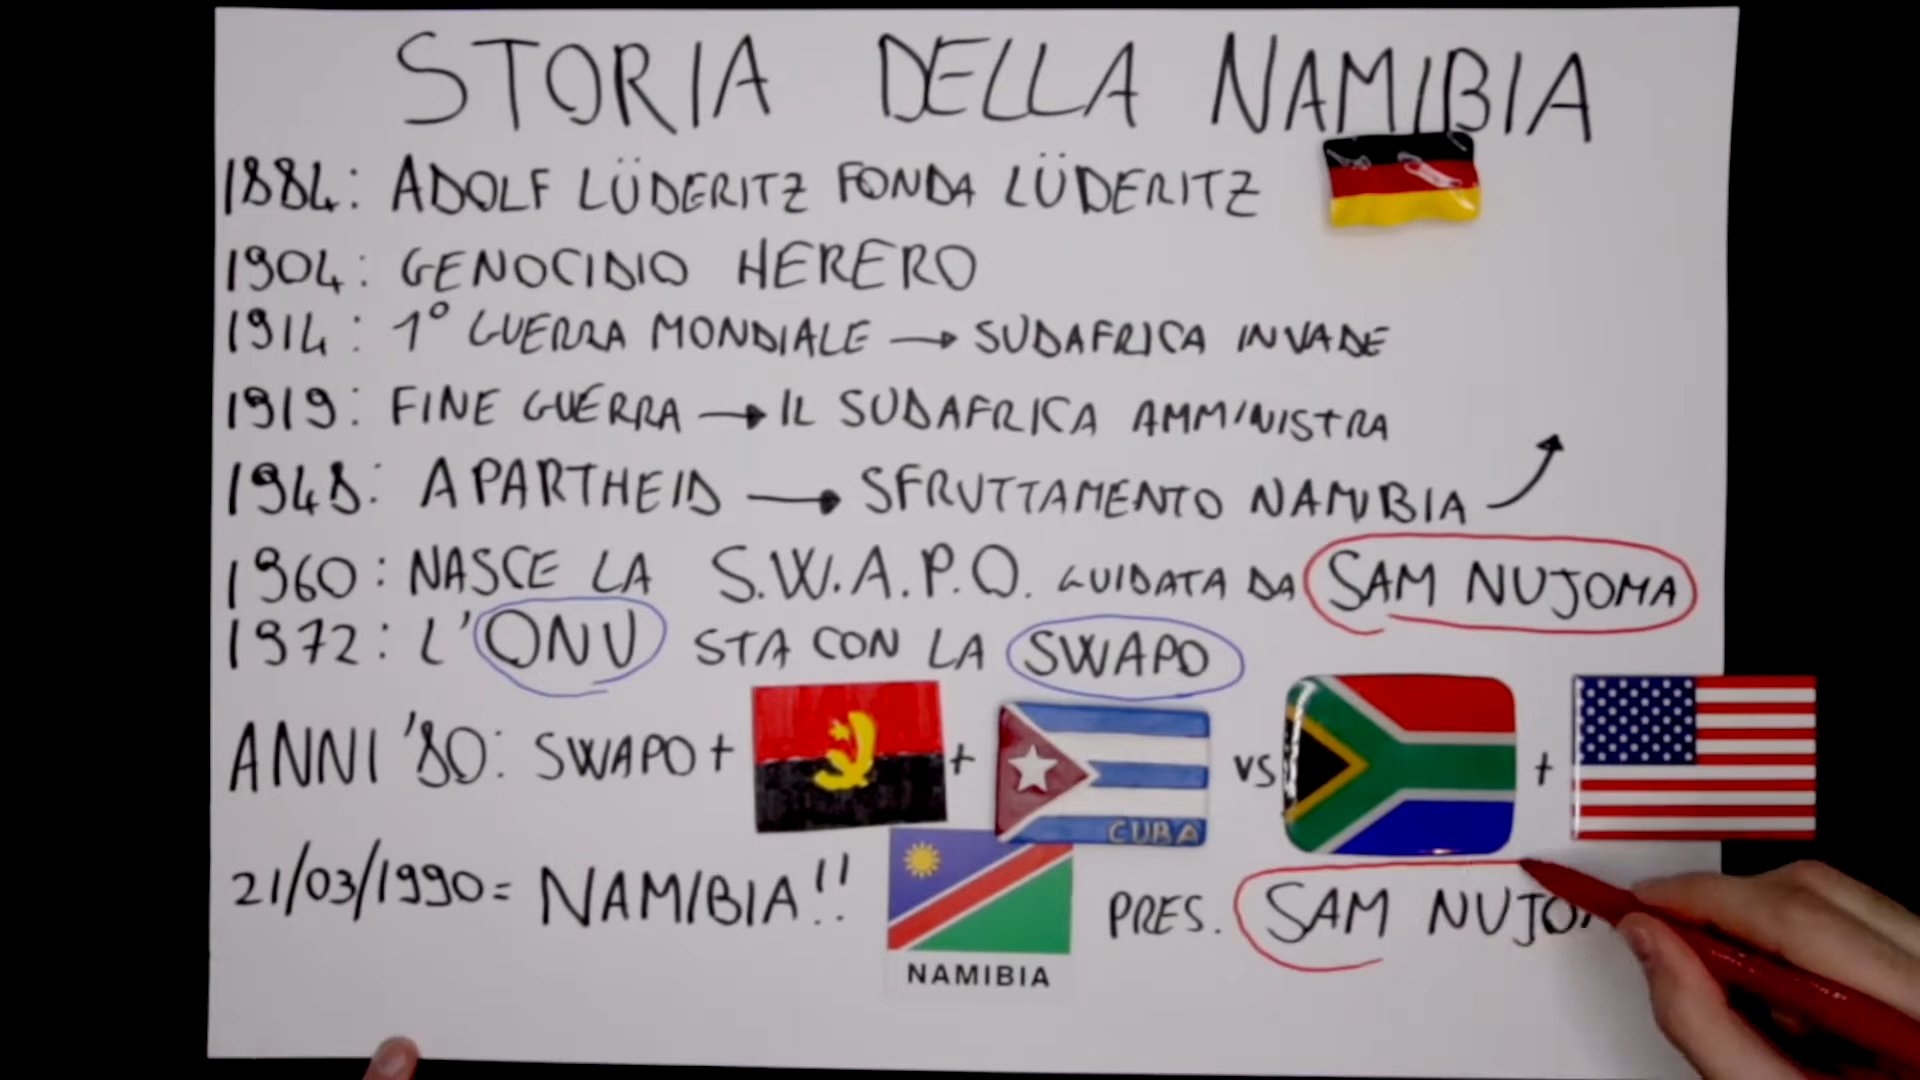 STORIA DELLA NAMIBIA
1884: ADOLF LÜDERITZ FONDA LÜDERITZ
1904: GENOCIDIO HERERO
1914: 1° GUERRA MONDIALE → SUDAFRICA INVADE
1919: FINE GUERRA → IL SUDAFRICA AMMINISTRA
1948: APARTHEID → SFRUTTAMENTO NAMIBIA
1960: NASCE LA S.W.A.P.O. GUIDATA DA SAM NUJOMA
1972: L'ONU STA CON LA SWAPO
ANNI '80: SWAPO + + VS +
CUBA
21/03/1990= NAMIBIA!! PRES. SAM
NAMIBIA